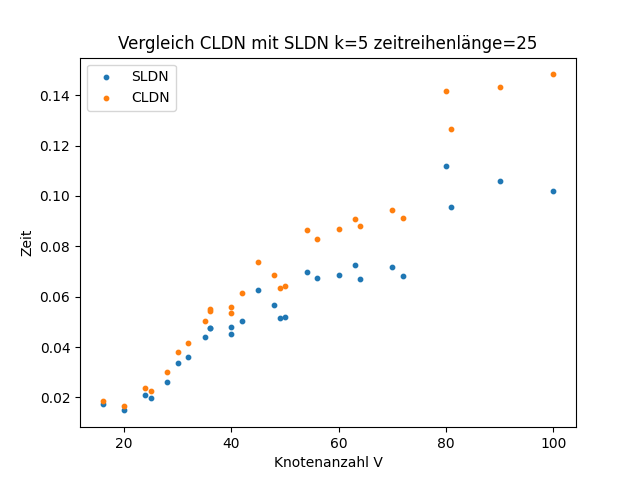 Vergleich CLDN mit SLDN k=5 zeitreihenlänge=25
SLDN
CLDN
0.14
0.12
0.10
0.08
0.06
0.04
0.02
Zeit
20 40 60 80 100
Knotenanzahl V